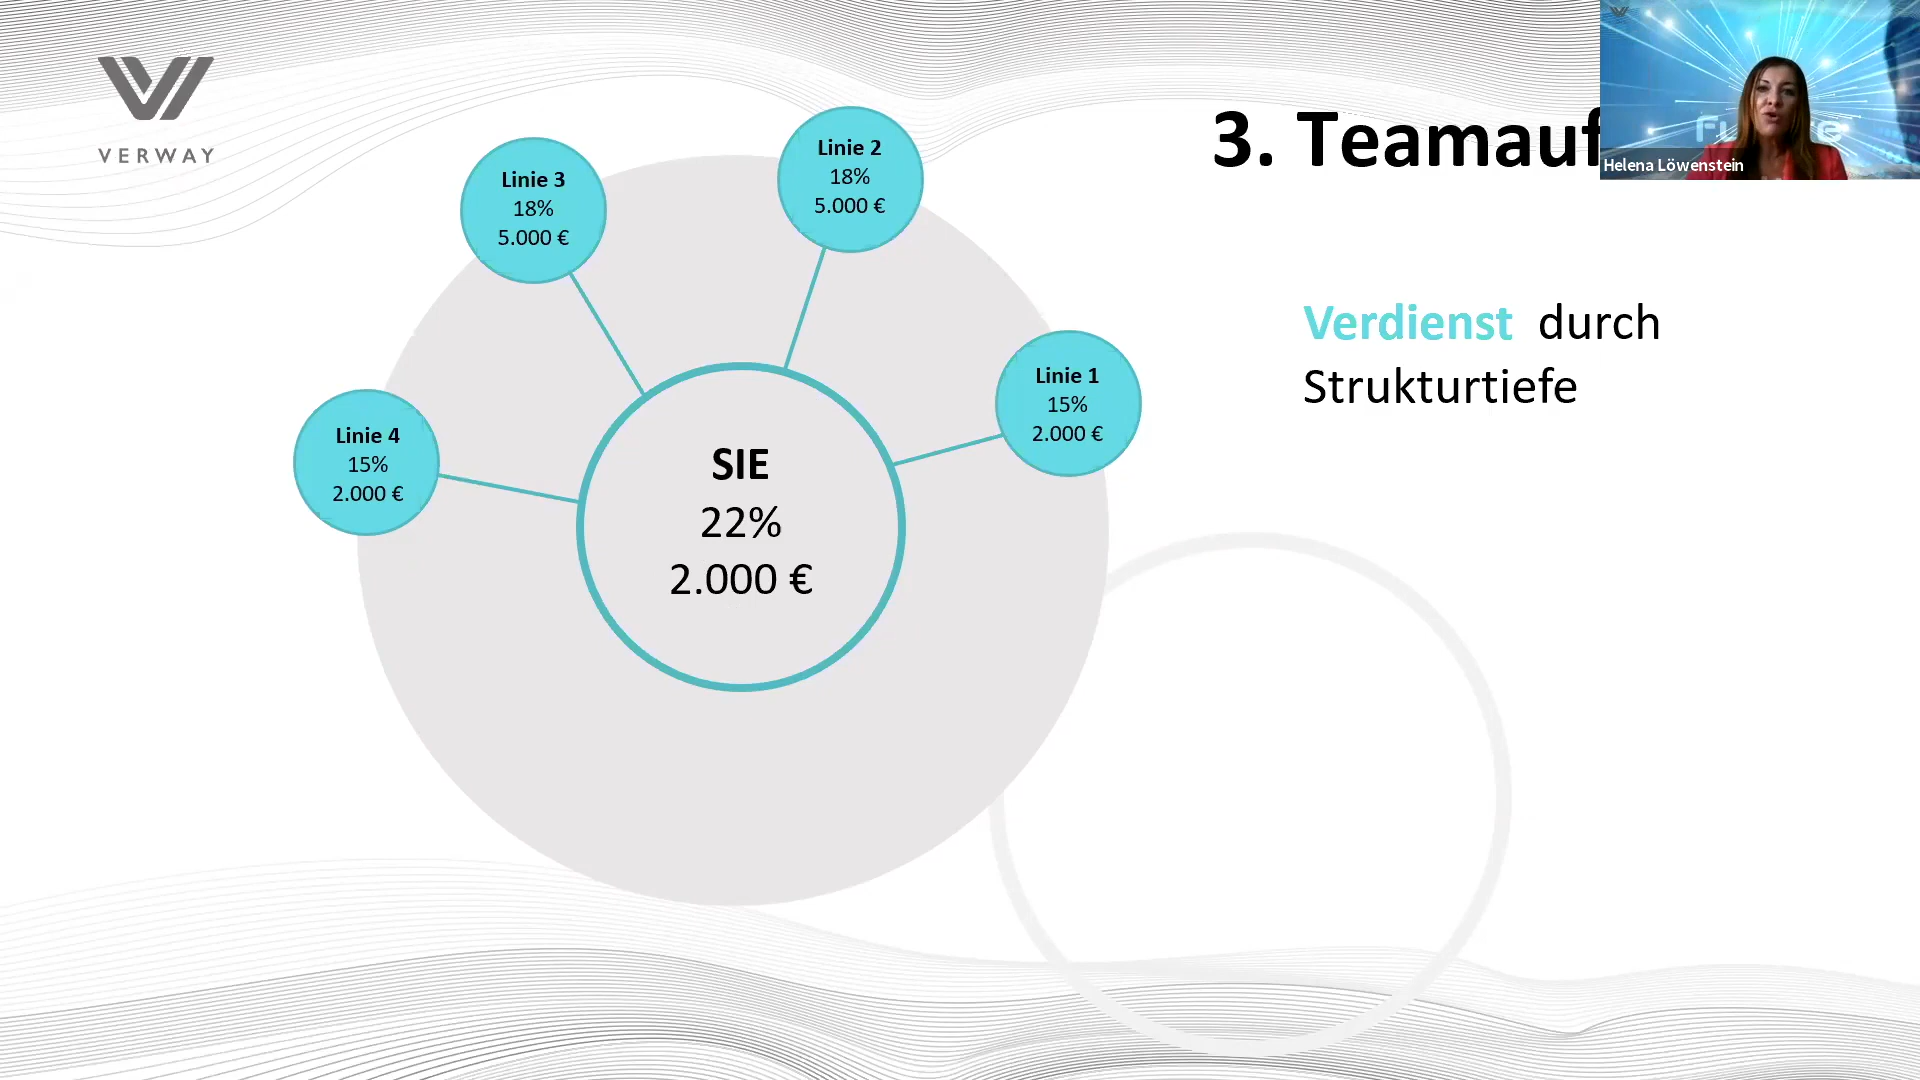 VERWAY
3. Teamauf
Helena Löwenstein
Linie 2
18%
5.000 €
Linie 3
18%
5.000 €
Linie 1
15%
2.000 €
Linie 4
15%
2.000 €
SIE
22%
2.000 €
Verdienst durch
Strukturtiefe